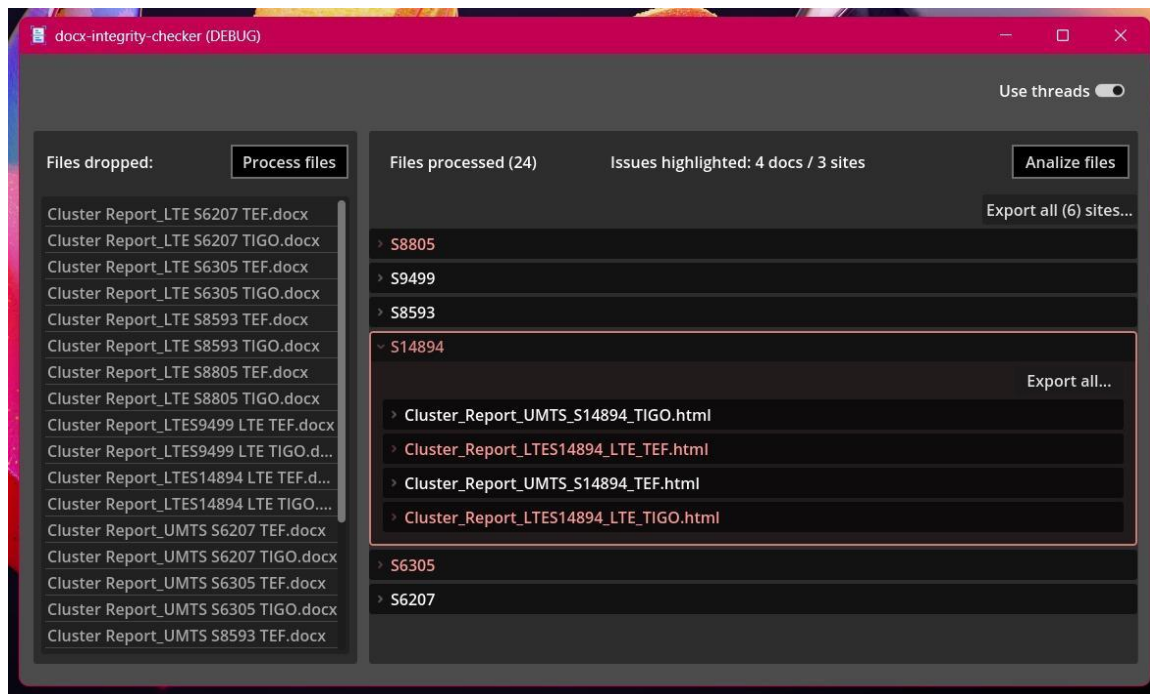 docx-integrity-checker (DEBUG)
Use threads
Files dropped:
Process files
Cluster Report_LTE S6207 TEF.docx
Cluster Report_LTE S6207 TIGO.docx
Cluster Report_LTE S6305 TEF.docx
Cluster Report_LTE S6305 TIGO.docx
Cluster Report_LTE S8593 TEF.docx
Cluster Report_LTE S8593 TIGO.docx
Cluster Report_LTE S8805 TEF.docx
Cluster Report_LTE S8805 TIGO.docx
Cluster Report_LTES9499 LTE TEF.docx
Cluster Report_LTES9499 LTE TIGO.d...
Cluster Report_LTES14894 LTE TEF.d...
Cluster Report_LTES14894 LTE TIGO....
Cluster Report_UMTS S6207 TEF.docx
Cluster Report_UMTS S6207 TIGO.docx
Cluster Report_UMTS S6305 TEF.docx
Cluster Report_UMTS S6305 TIGO.docx
Cluster Report_UMTS S8593 TEF.docx
Files processed (24)
Issues highlighted: 4 docs / 3 sites
Analize files
Export all (6) sites...
S8805
S9499
S8593
S14894
Export all...
Cluster_Report_UMTS_S14894_TIGO.html
Cluster_Report_LTES14894_LTE_TEF.html
Cluster_Report_UMTS_S14894_TEF.html
Cluster_Report_LTES14894_LTE_TIGO.html
S6305
S6207